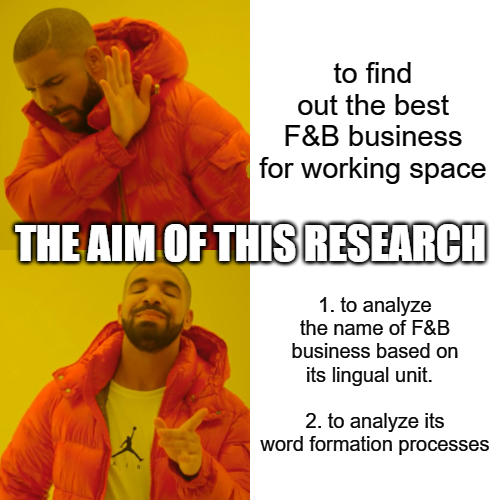 to find
out the best
F&B business
for working space
THE AIM OF THIS RESEARCH
1. to analyze
the name of F&B
business based on
its lingual unit.
2. to analyze its
word formation processes